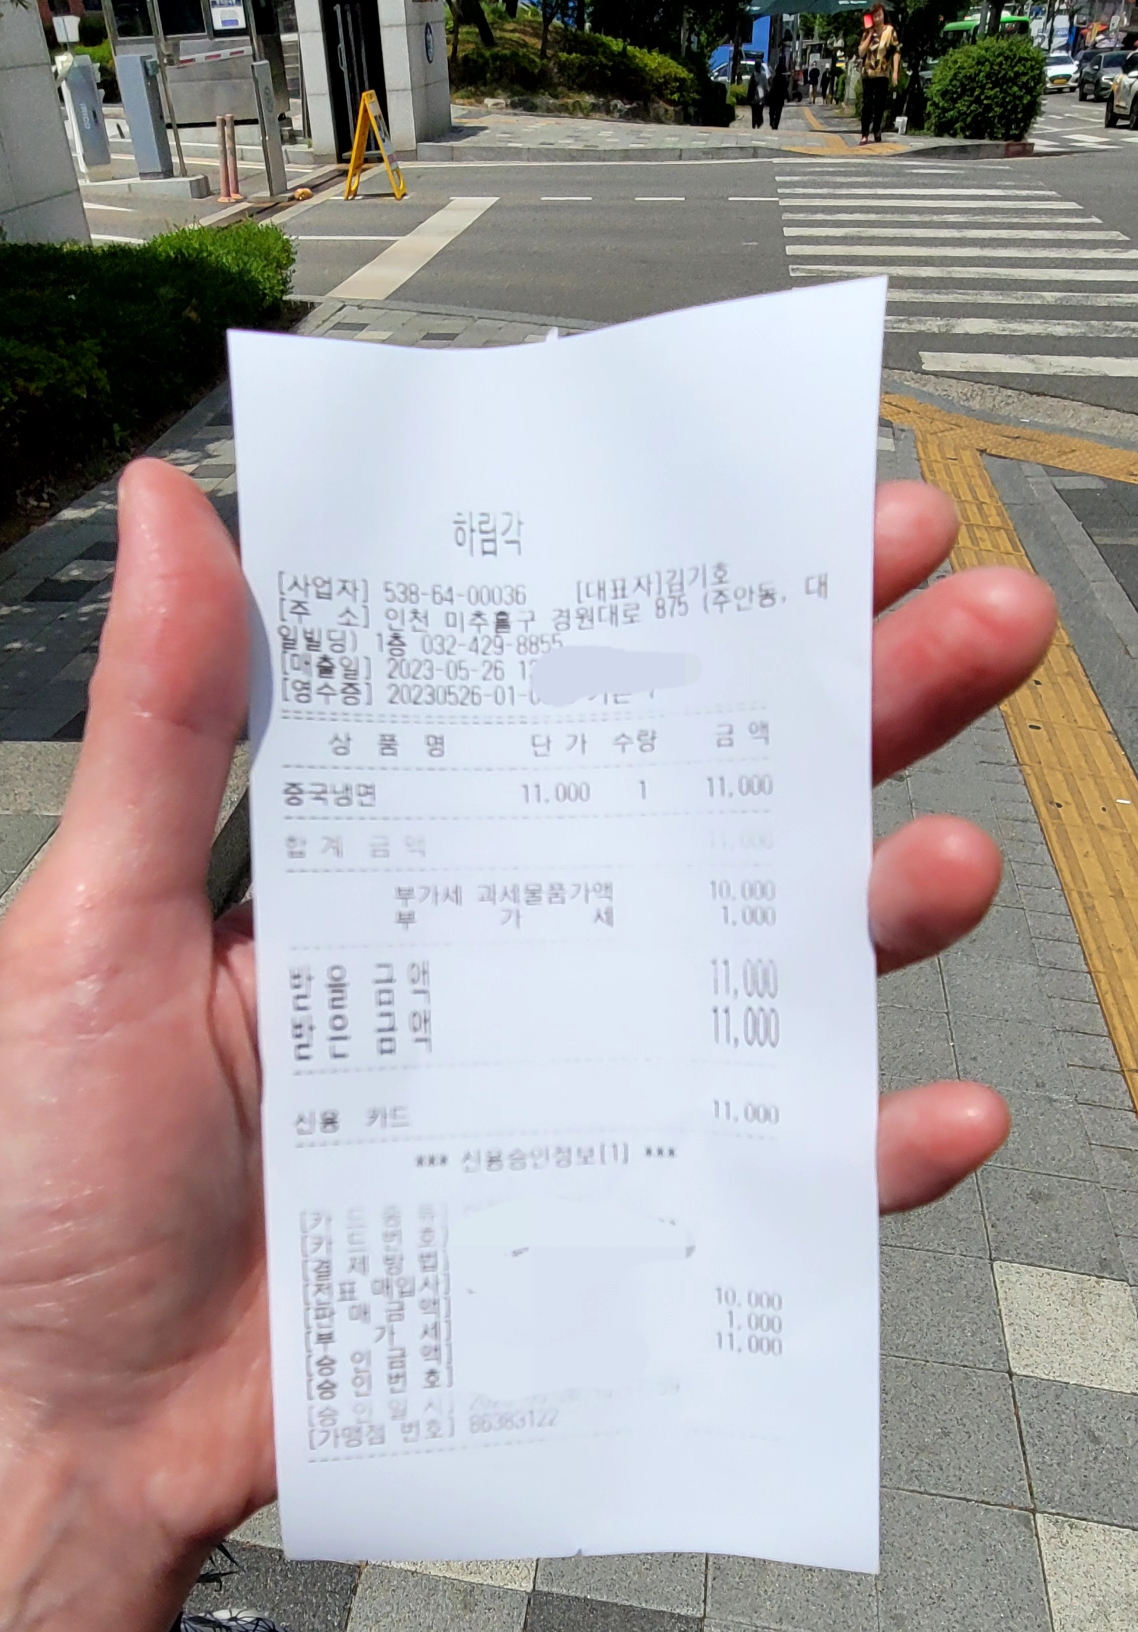 하림각
[사업자] 538-64-00036 [대표자]김기호
[주 소] 인천 미추홀구 경원대로 875 (주안동, 대
일빌딩) 1층 032-429-8855
[매출일] 2023-05-26
[영수증] 20230526-01-
상 품 명 단 가 수량 금 액
중국냉면 11,000 1 11,000
합 계 금 액 11,000
부가세 과세물품가액 10,000
부 가 세 1,000
받 을 금 액 11,000
받 은 금 액 11,000
신용 카드 11,000
*** 신용승인정보[1] ***
[카 드 종 류]
[카 드 번 호]
[결 제 방 법]
[전표 매입사]
[판 매 금 액] 10,000
[부 가 세] 1,000
[승 인 금 액] 11,000
[승 인 번 호]
[승 인 일 시]
[가맹점 번호] 86383122